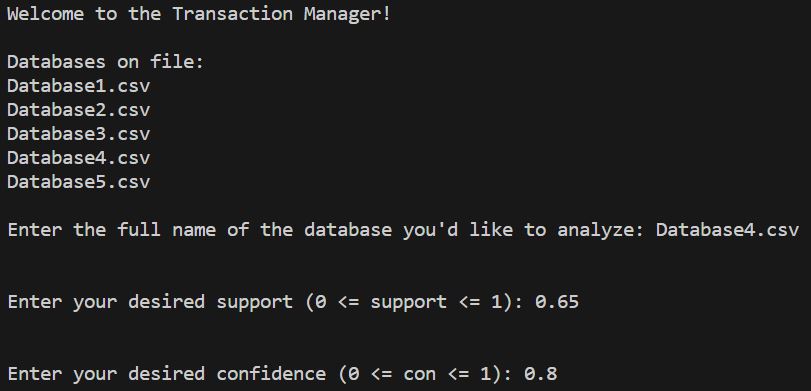 Welcome to the Transaction Manager!
Databases on file:
Database1.csv
Database2.csv
Database3.csv
Database4.csv
Database5.csv
Enter the full name of the database you'd like to analyze: Database4.csv
Enter your desired support (0 <= support <= 1): 0.65
Enter your desired confidence (0 <= con <= 1): 0.8